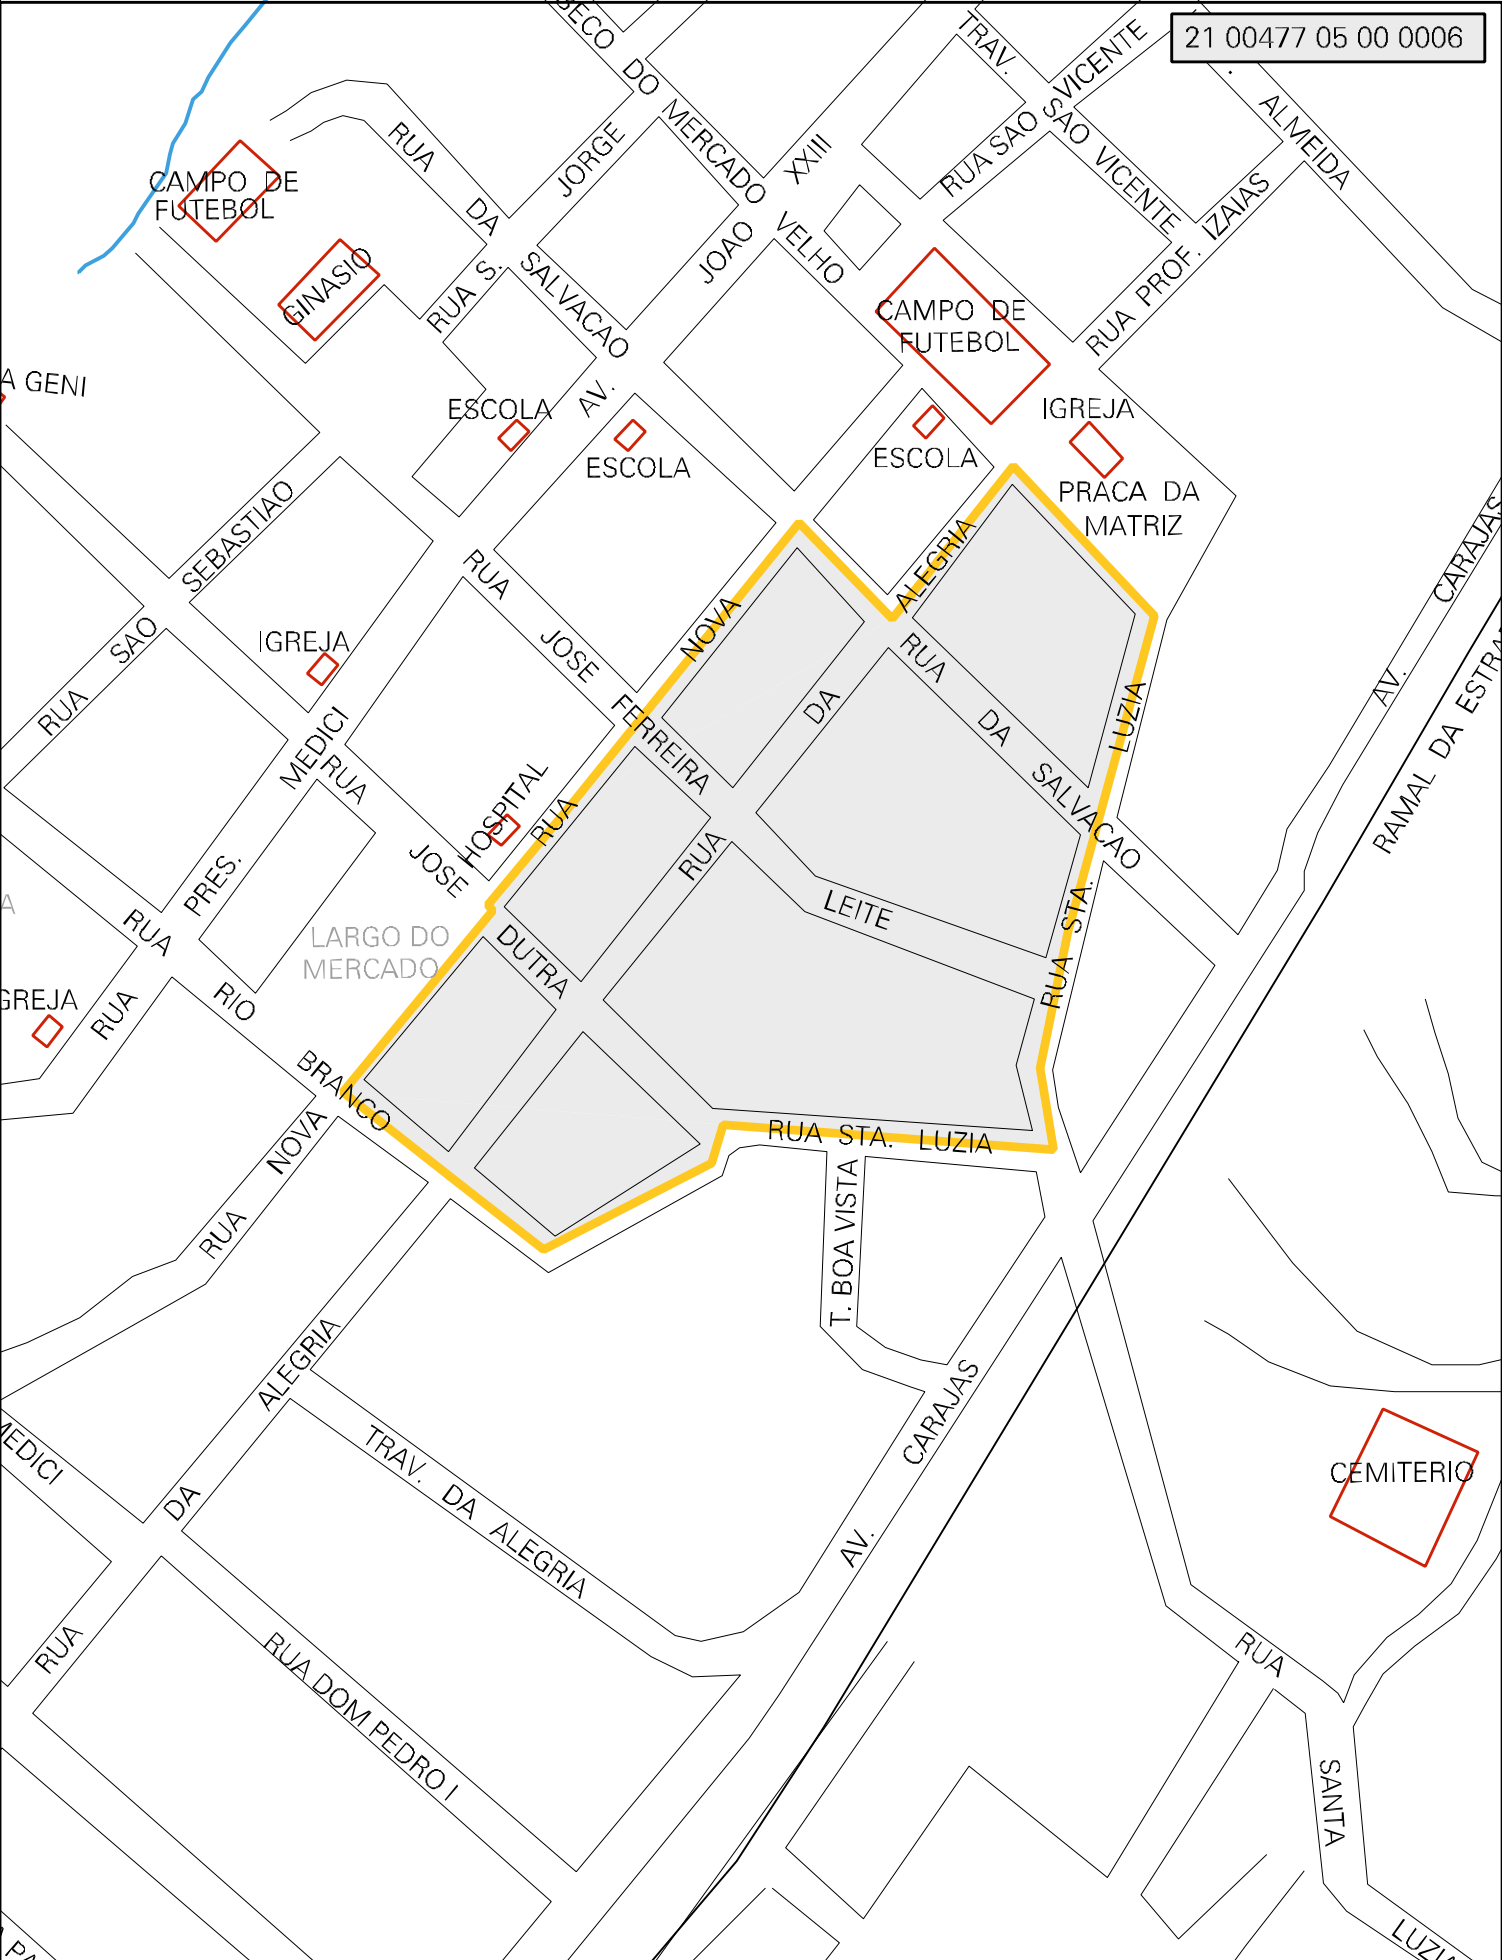 21 00477 05 00 0006
BECO DO MERCADO VELHO
TRAV. SAO VICENTE
RUA SAO VICENTE
ALMEIDA
RUA DA SALVACAO
RUA S. JORGE
AV. JOAO XXIII
RUA PROF. IZAIAS
CAMPO DE
FUTEBOL
GINASIO
CAMPO DE
FUTEBOL
A GENI
ESCOLA
ESCOLA
ESCOLA
IGREJA
PRACA DA
MATRIZ
AV. CARAJAS
RAMAL DA ESTRA
RUA SAO SEBASTIAO
IGREJA
RUA JOSE FERREIRA
RUA NOVA
RUA DA ALEGRIA
RUA DA SALVACAO
RUA STA. LUZIA
LEITE
HOSPITAL
RUA PRES. MEDICI
RUA JOSE DUTRA
LARGO DO
MERCADO
A
GREJA
RUA RIO BRANCO
RUA NOVA
RUA STA. LUZIA
T. BOA VISTA
RUA DA ALEGRIA
MEDICI
TRAV. DA ALEGRIA
AV. CARAJAS
CEMITERIO
RUA DOM PEDRO I
RUA SANTA LUZIA
PA